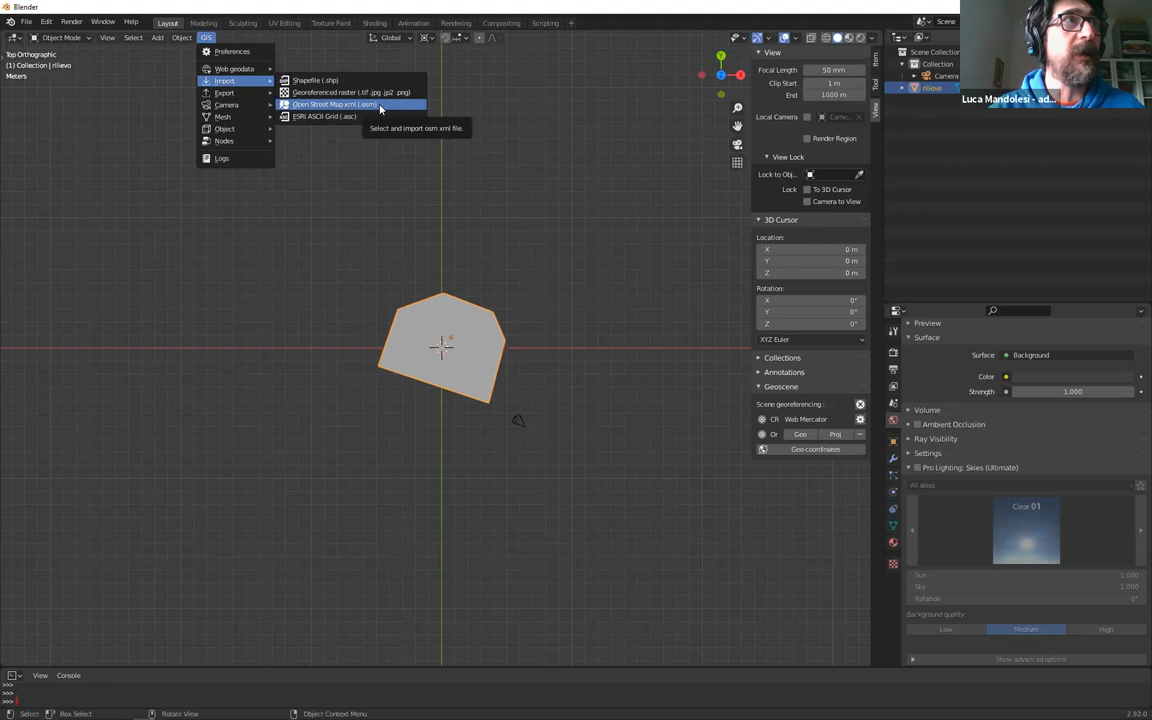 Blender
File Edit Render Window Help Layout Modeling Sculpting UV Editing Texture Paint Shading Animation Rendering Compositing Scripting + Scene
Object Mode View Select Add Object GIS Global
Top Orthographic
(1) Collection | rilievo
Meters
Preferences
Web geodata
Import
Export
Camera
Mesh
Object
Nodes
Logs
Shapefile (.shp)
Georeferenced raster (.tif .jpg .jp2 .png)
Open Street Map xml (.osm)
ESRI ASCII Grid (.asc)
Select and import osm xml file.
Y
Z
X
View
Focal Length 50 mm
Clip Start 1 m
End 1000 m
Local Camera Came...
Render Region
View Lock
Lock to Obj...
Lock To 3D Cursor
Camera to View
3D Cursor
Location:
X 0 m
Y 0 m
Z 0 m
Rotation:
X 0°
Y 0°
Z 0°
XYZ Euler
Collections
Annotations
Geoscene
Scene georeferencing :
CR Web Mercator
Or Geo Proj
Geo-coordinates
Item
Tool
View
Scene Collection
Collection
Camera
rilievo
Luca Mandolesi - ad...
Preview
Surface
Surface Background
Color
Strength 1.000
Volume
Ambient Occlusion
Ray Visibility
Settings
Pro Lighting: Skies (Ultimate)
All skies
Clear 01
Sun 1.000
Sky 1.000
Rotation 0°
Background quality:
Low Medium High
Show advanced options
View Console
>>>
>>>
>>>
Select Box Select Rotate View Object Context Menu 2.92.0